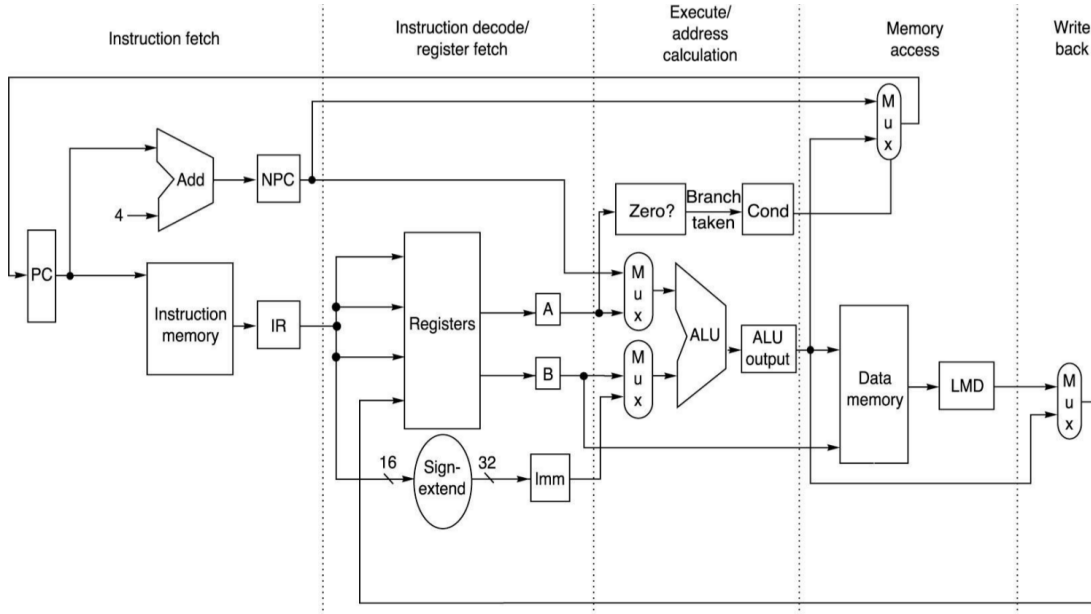 Instruction fetch
Instruction decode/
register fetch
Execute/
address
calculation
Memory
access
Write
back
M
u
x
Add
NPC
4
Zero?
Branch
taken
Cond
PC
Instruction
memory
IR
Registers
A
B
M
u
x
M
u
x
ALU
ALU
output
Data
memory
LMD
M
u
x
16
Sign-
extend
32
Imm